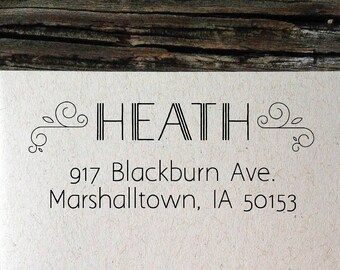 HEATH
917 Blackburn Ave.
Marshalltown, IA 50153